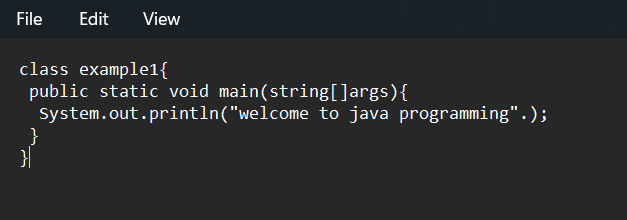 File Edit View
class example1{
public static void main(string[]args){
System.out.println("welcome to java programming".);
}
}